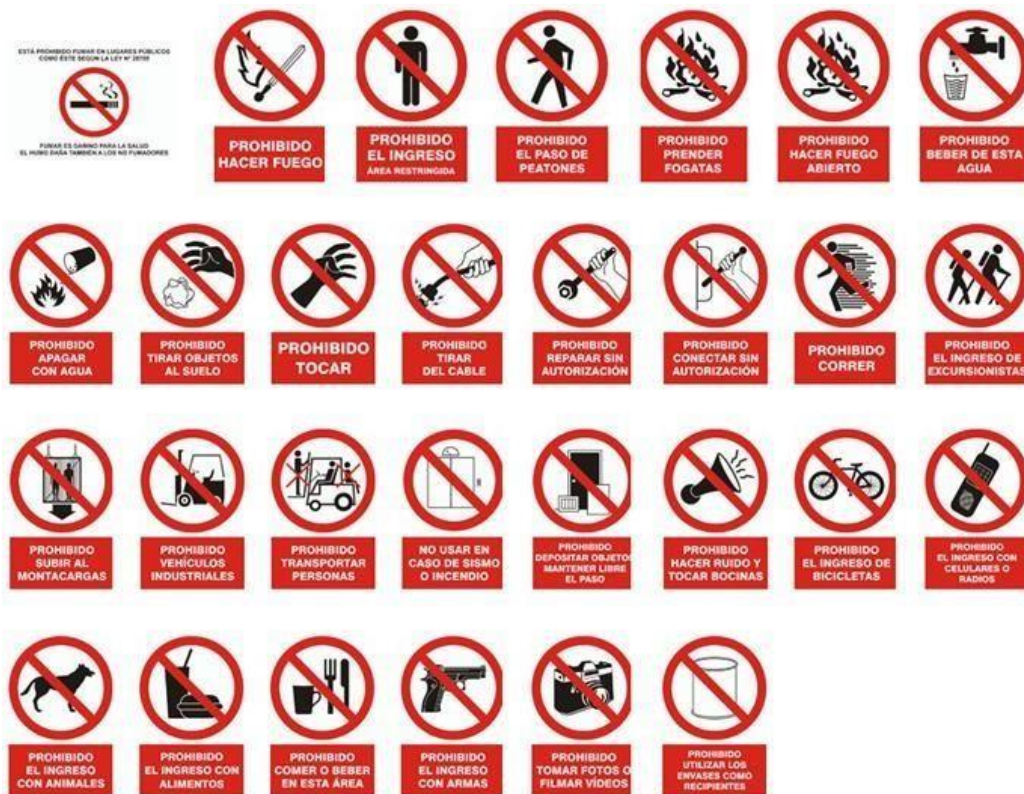 ESTÁ PROHIBIDO FUMAR EN LUGARES PÚBLICOS
COMO ÉSTE SEGÚN LA LEY Nº 28705
FUMAR ES DAÑINO PARA LA SALUD
EL HUMO DAÑA TAMBIÉN A LOS NO FUMADORES
PROHIBIDO
HACER FUEGO
PROHIBIDO
EL INGRESO
ÁREA RESTRINGIDA
PROHIBIDO
EL PASO DE
PEATONES
PROHIBIDO
PRENDER
FOGATAS
PROHIBIDO
HACER FUEGO
ABIERTO
PROHIBIDO
BEBER DE ESTA
AGUA
PROHIBIDO
APAGAR
CON AGUA
PROHIBIDO
TIRAR OBJETOS
AL SUELO
PROHIBIDO
TOCAR
PROHIBIDO
TIRAR
DEL CABLE
PROHIBIDO
REPARAR SIN
AUTORIZACIÓN
PROHIBIDO
CONECTAR SIN
AUTORIZACIÓN
PROHIBIDO
CORRER
PROHIBIDO
EL INGRESO DE
EXCURSIONISTAS
PROHIBIDO
SUBIR AL
MONTACARGAS
PROHIBIDO
VEHÍCULOS
INDUSTRIALES
PROHIBIDO
TRANSPORTAR
PERSONAS
NO USAR EN
CASO DE SISMO
O INCENDIO
PROHIBIDO
DEPOSITAR OBJETOS
MANTENER LIBRE
EL PASO
PROHIBIDO
HACER RUIDO Y
TOCAR BOCINAS
PROHIBIDO
EL INGRESO DE
BICICLETAS
PROHIBIDO
EL INGRESO CON
CELULARES O
RADIOS
PROHIBIDO
EL INGRESO
CON ANIMALES
PROHIBIDO
EL INGRESO CON
ALIMENTOS
PROHIBIDO
COMER O BEBER
EN ESTA ÁREA
PROHIBIDO
EL INGRESO
CON ARMAS
PROHIBIDO
TOMAR FOTOS O
FILMAR VÍDEOS
PROHIBIDO
UTILIZAR LOS
ENVASES COMO
RECIPIENTES